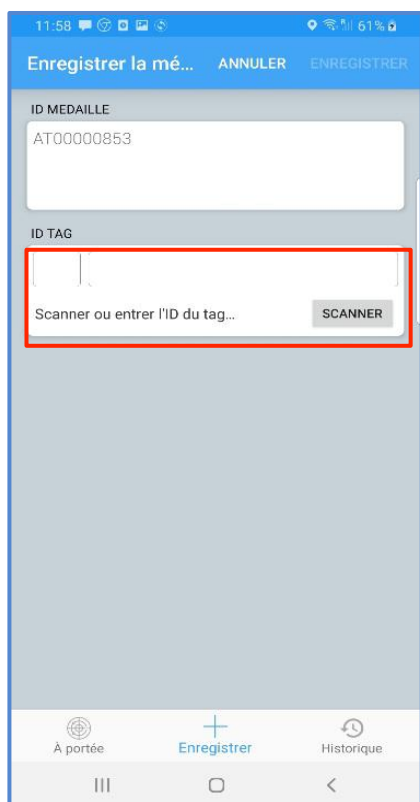 11:58 61%
Enregistrer la mé... ANNULER ENREGISTRER
ID MEDAILLE
AT00000853
ID TAG
Scanner ou entrer l'ID du tag... SCANNER
À portée Enregistrer Historique